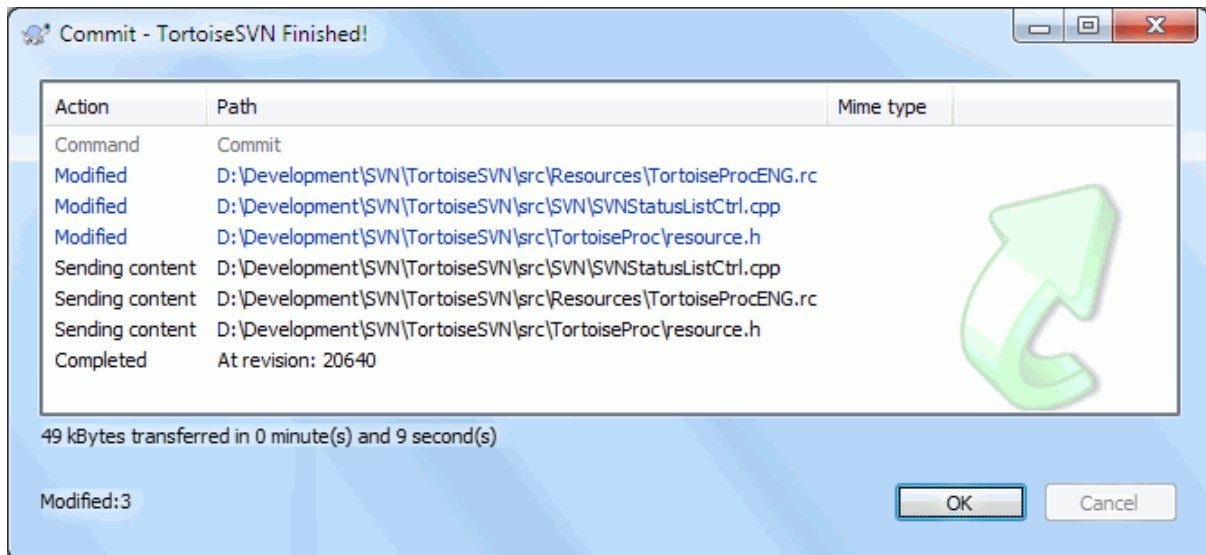 Commit - TortoiseSVN Finished!
Action Path Mime type
Command Commit
Modified D:\Development\SVN\TortoiseSVN\src\Resources\TortoiseProcENG.rc
Modified D:\Development\SVN\TortoiseSVN\src\SVN\SVNStatusListCtrl.cpp
Modified D:\Development\SVN\TortoiseSVN\src\TortoiseProc\resource.h
Sending content D:\Development\SVN\TortoiseSVN\src\SVN\SVNStatusListCtrl.cpp
Sending content D:\Development\SVN\TortoiseSVN\src\Resources\TortoiseProcENG.rc
Sending content D:\Development\SVN\TortoiseSVN\src\TortoiseProc\resource.h
Completed At revision: 20640
49 kBytes transferred in 0 minute(s) and 9 second(s)
Modified:3
OK Cancel